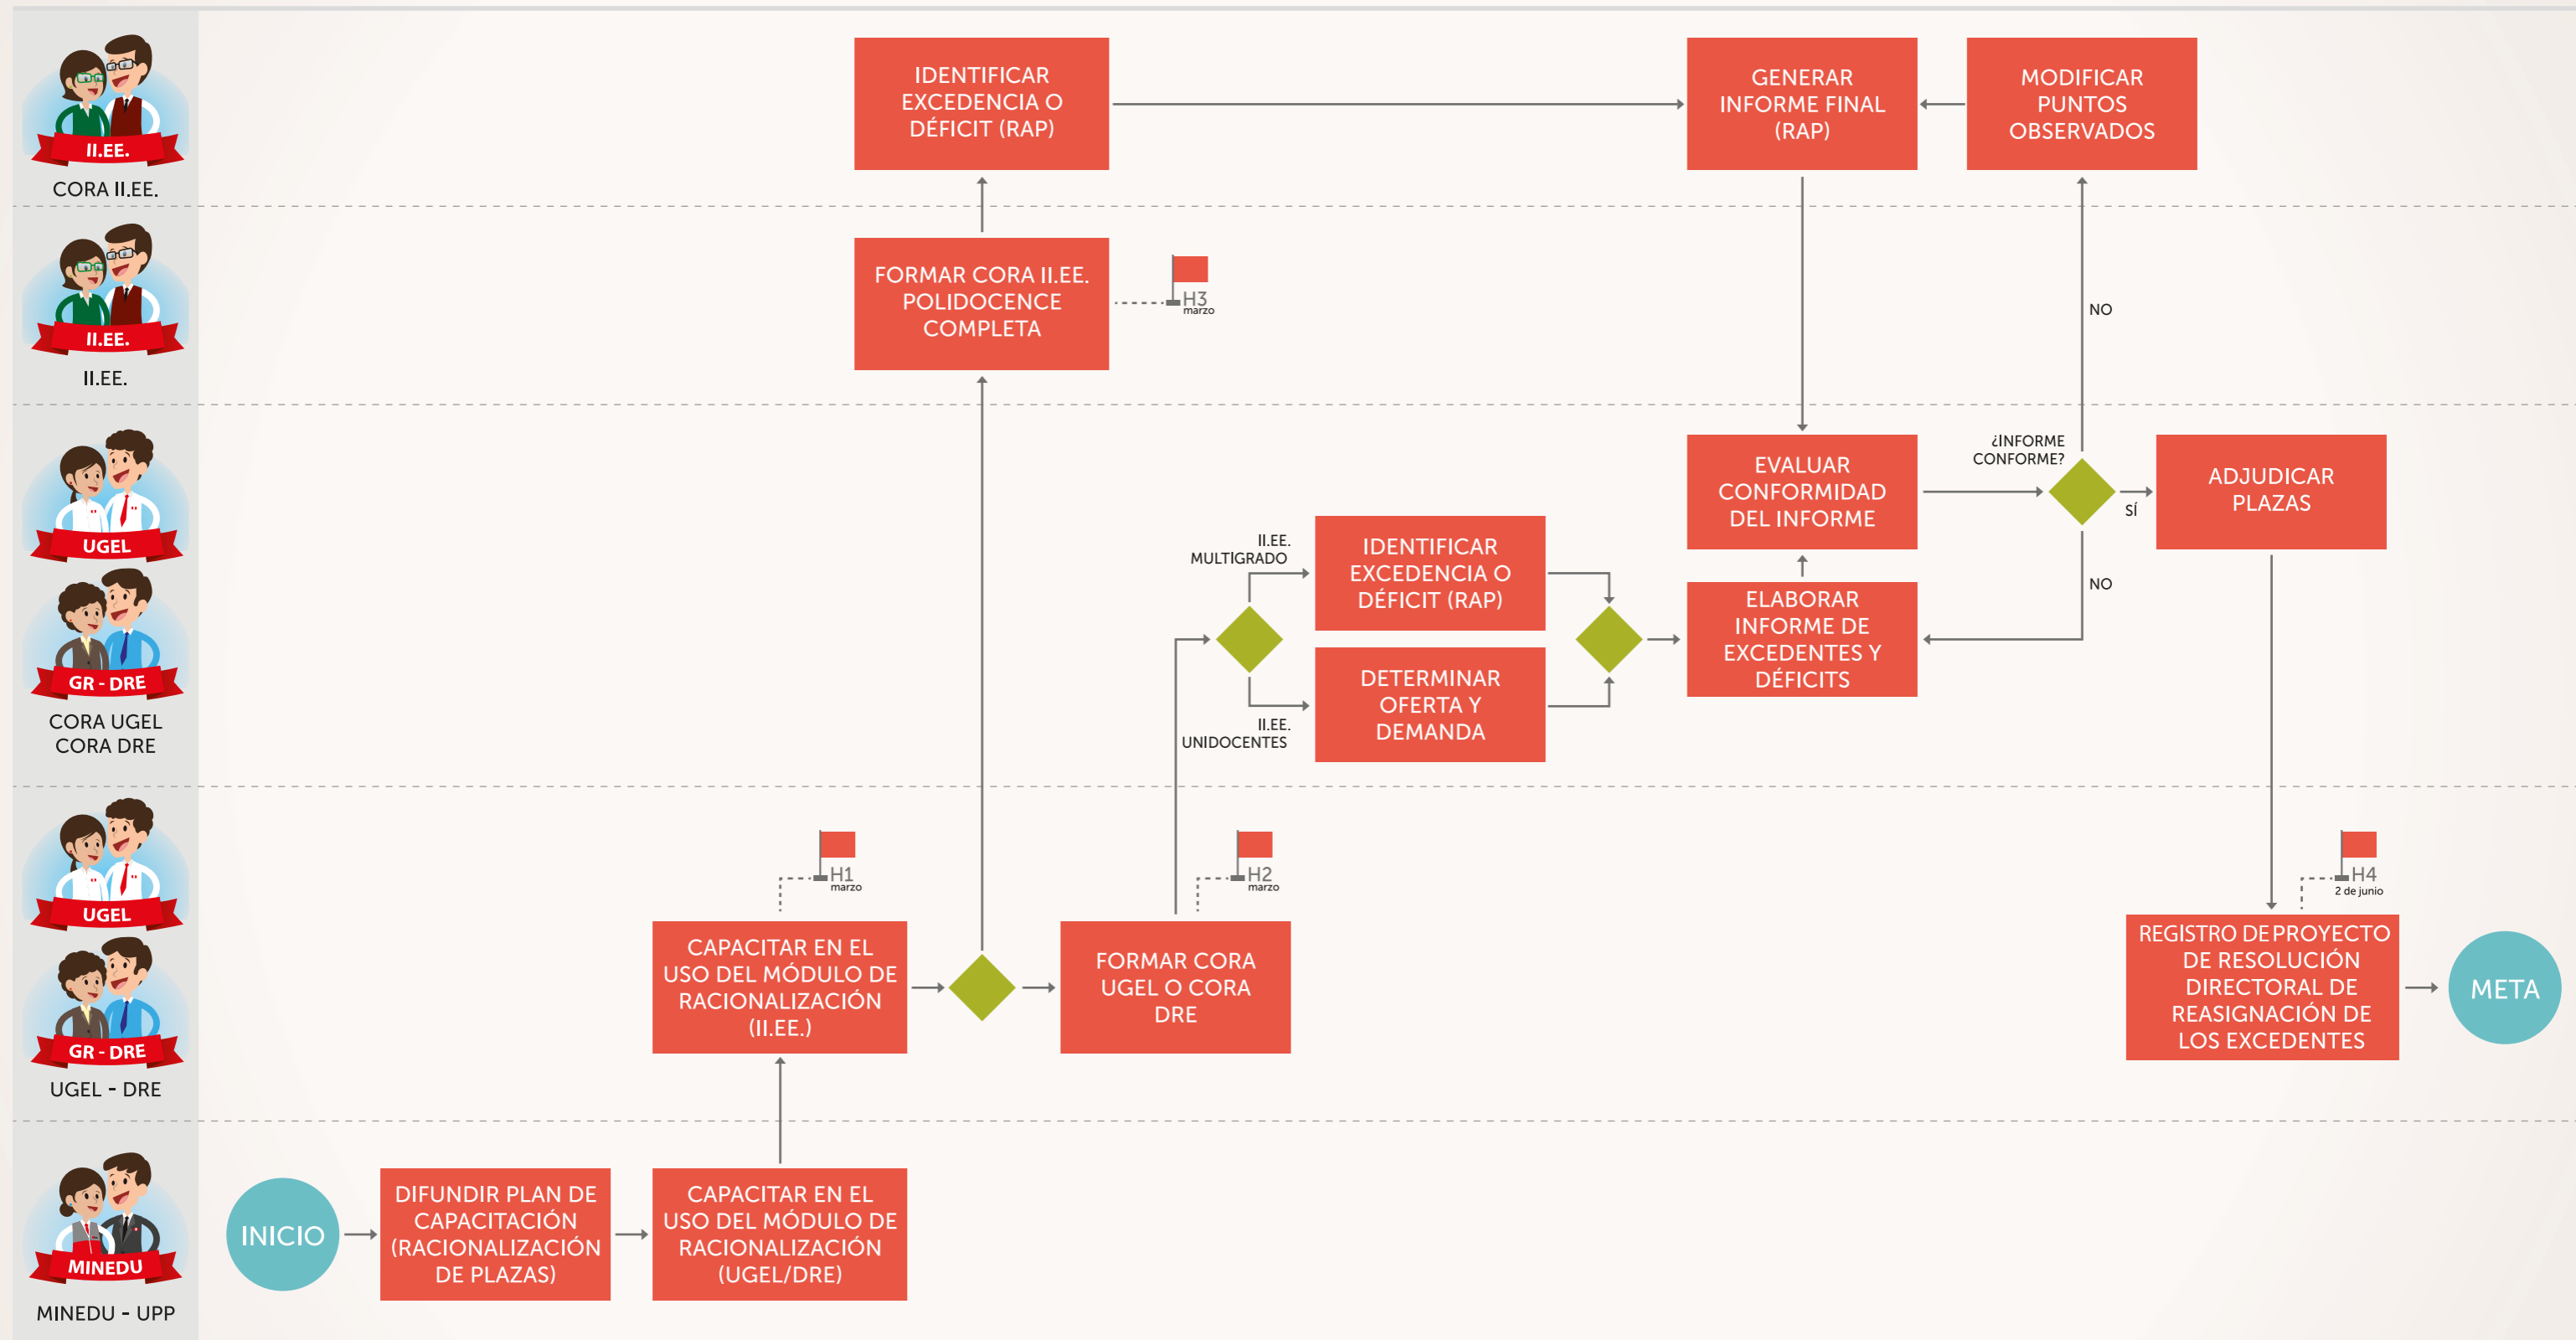 II.EE.
CORA II.EE.
IDENTIFICAR
EXCEDENCIA O
DÉFICIT (RAP)
GENERAR
INFORME FINAL
(RAP)
MODIFICAR
PUNTOS
OBSERVADOS
II.EE.
II.EE.
FORMAR CORA II.EE.
POLIDOCENCE
COMPLETA
H3
marzo
NO
UGEL
GR - DRE
CORA UGEL
CORA DRE
II.EE.
MULTIGRADO
IDENTIFICAR
EXCEDENCIA O
DÉFICIT (RAP)
II.EE.
UNIDOCENTES
DETERMINAR
OFERTA Y
DEMANDA
EVALUAR
CONFORMIDAD
DEL INFORME
ELABORAR
INFORME DE
EXCEDENTES Y
DÉFICITS
¿INFORME
CONFORME?
SÍ
NO
ADJUDICAR
PLAZAS
UGEL
GR - DRE
UGEL - DRE
H1
marzo
CAPACITAR EN EL
USO DEL MÓDULO DE
RACIONALIZACIÓN
(II.EE.)
H2
marzo
FORMAR CORA
UGEL O CORA
DRE
H4
2 de junio
REGISTRO DE PROYECTO
DE RESOLUCIÓN
DIRECTORAL DE
REASIGNACIÓN DE
LOS EXCEDENTES
META
MINEDU
MINEDU - UPP
INICIO
DIFUNDIR PLAN DE
CAPACITACIÓN
(RACIONALIZACIÓN
DE PLAZAS)
CAPACITAR EN EL
USO DEL MÓDULO DE
RACIONALIZACIÓN
(UGEL/DRE)